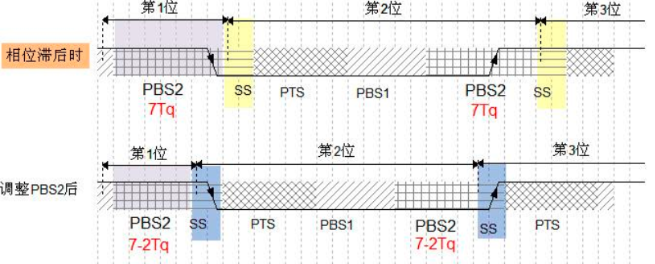 第1位 第2位 第3位
相位滞后时
PBS2 SS PTS PBS1 PBS2 SS
7Tq 7Tq
第1位 第2位 第3位
调整PBS2后
PBS2 SS PTS PBS1 PBS2 SS PTS
7-2Tq 7-2Tq